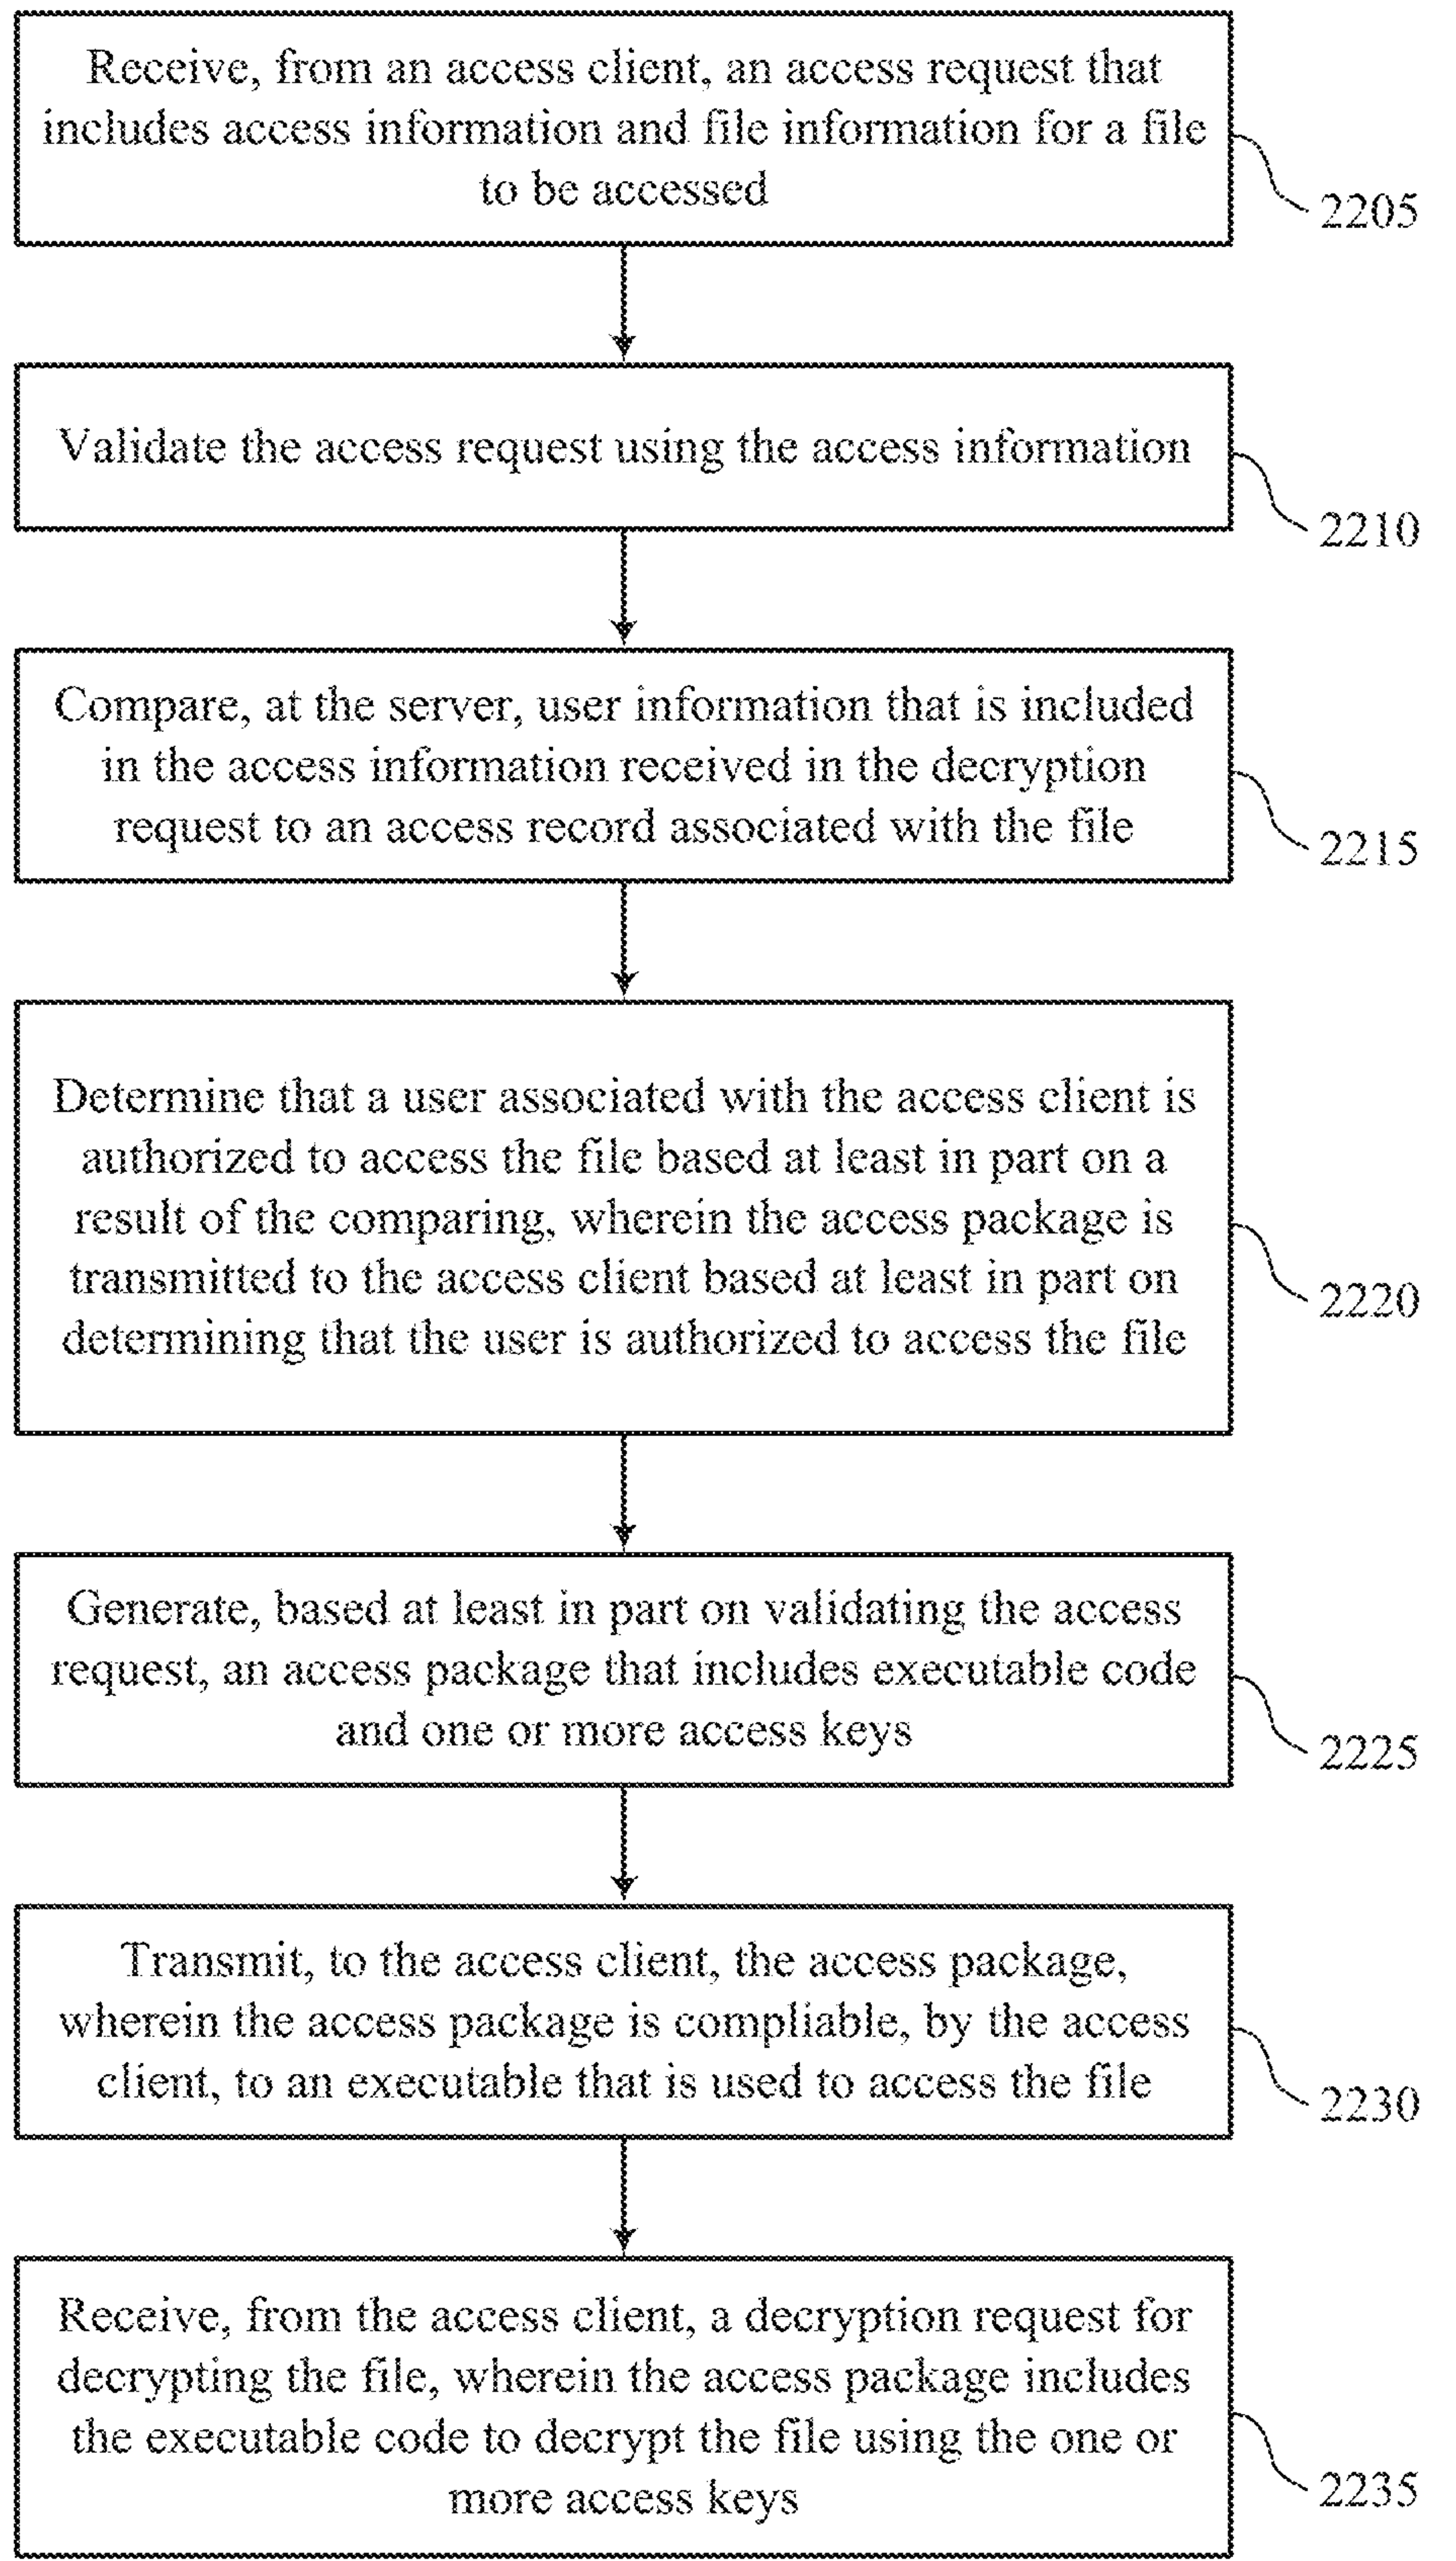 Receive, from an access client, an access request that
includes access information and file information for a file
to be accessed
2205
Validate the access request using the access information
2210
Compare, at the server, user information that is included
in the access information received in the decryption
request to an access record associated with the file
2215
Determine that a user associated with the access client is
authorized to access the file based at least in part on a
result of the comparing, wherein the access package is
transmitted to the access client based at least in part on
determining that the user is authorized to access the file
2220
Generate, based at least in part on validating the access
request, an access package that includes executable code
and one or more access keys
2225
Transmit, to the access client, the access package,
wherein the access package is compliable, by the access
client, to an executable that is used to access the file
2230
Receive, from the access client, a decryption request for
decrypting the file, wherein the access package includes
the executable code to decrypt the file using the one or
more access keys
2235